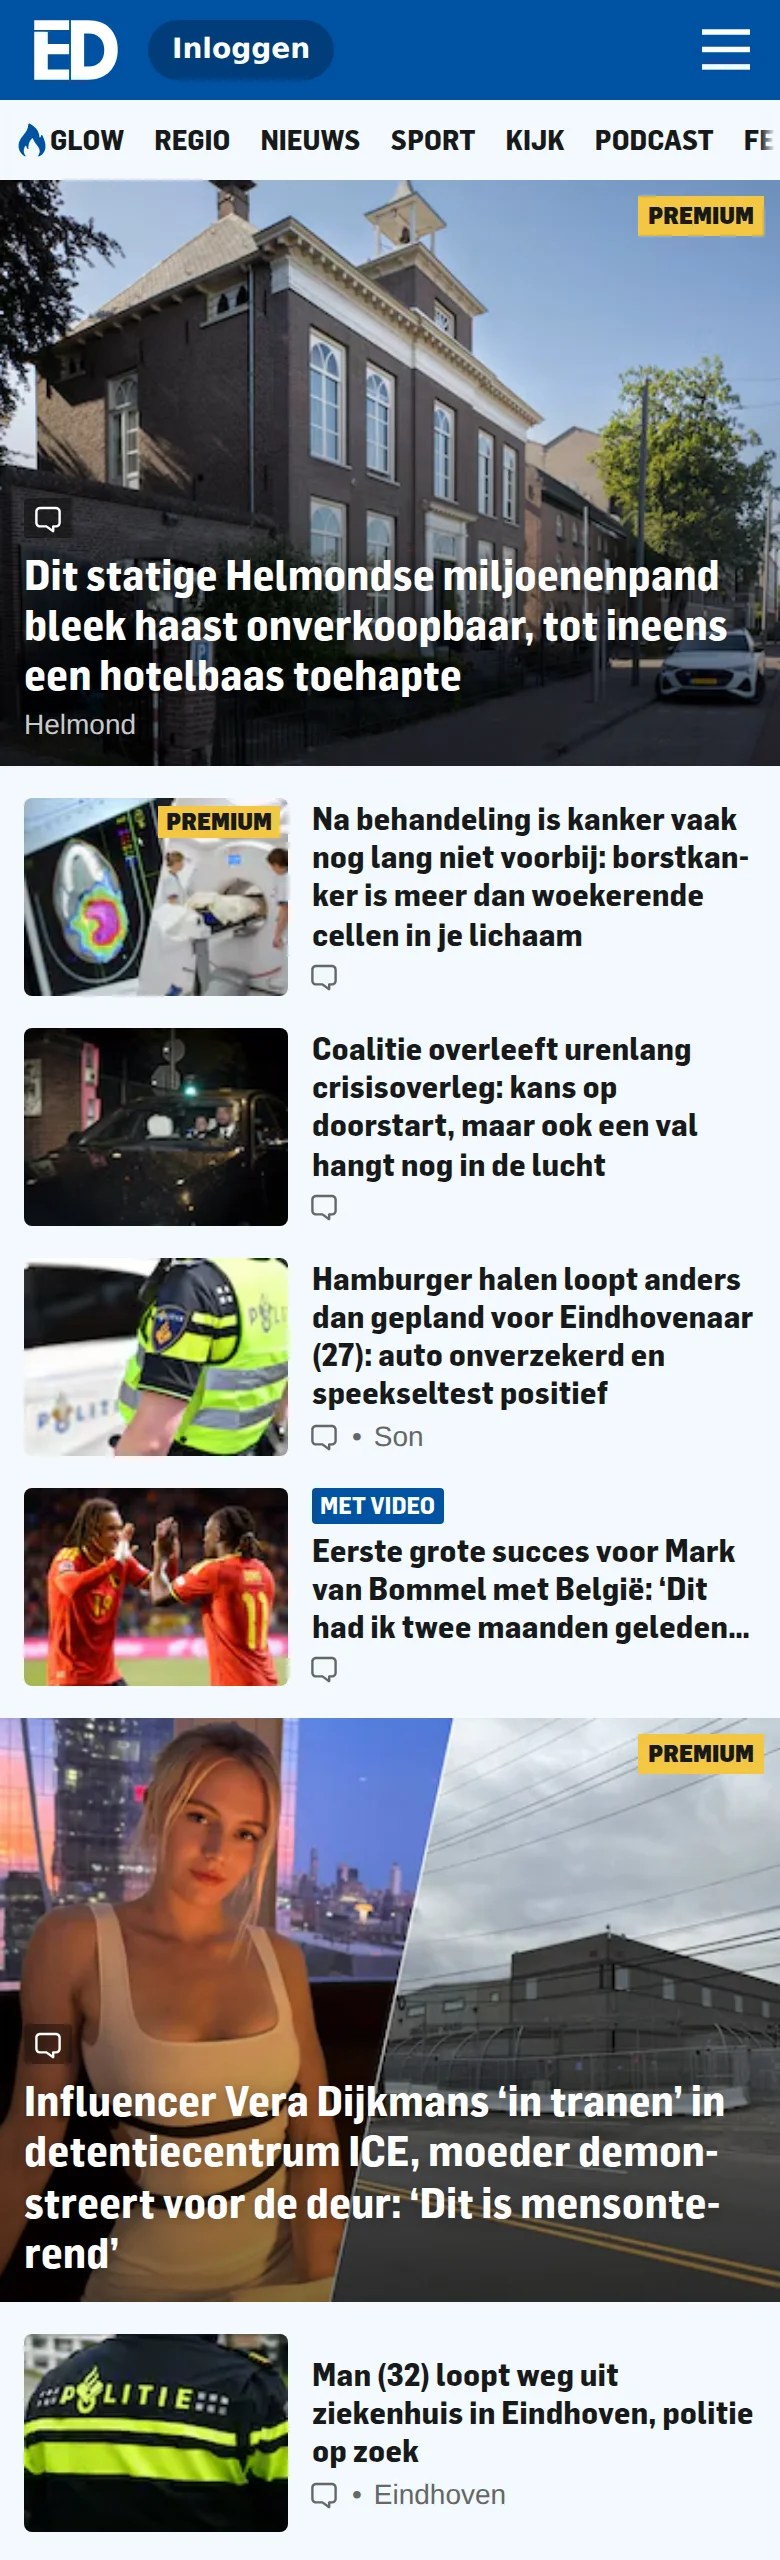 ED
Inloggen
GLOW REGIO NIEUWS SPORT KIJK PODCAST FE
PREMIUM
Dit statige Helmondse miljoenenpand
bleek haast onverkoopbaar, tot ineens
een hotelbaas toehapte
Helmond
PREMIUM
Na behandeling is kanker vaak
nog lang niet voorbij: borstkan-
ker is meer dan woekerende
cellen in je lichaam
Coalitie overleeft urenlang
crisisoverleg: kans op
doorstart, maar ook een val
hangt nog in de lucht
POLITI
Hamburger halen loopt anders
dan gepland voor Eindhovenaar
(27): auto onverzekerd en
speekseltest positief
• Son
19
11
MET VIDEO
Eerste grote succes voor Mark
van Bommel met België: ‘Dit
had ik twee maanden geleden...
PREMIUM
Influencer Vera Dijkmans ‘in tranen’ in
detentiecentrum ICE, moeder demon-
streert voor de deur: ‘Dit is mensonte-
rend’
POLITIE
Man (32) loopt weg uit
ziekenhuis in Eindhoven, politie
op zoek
• Eindhoven